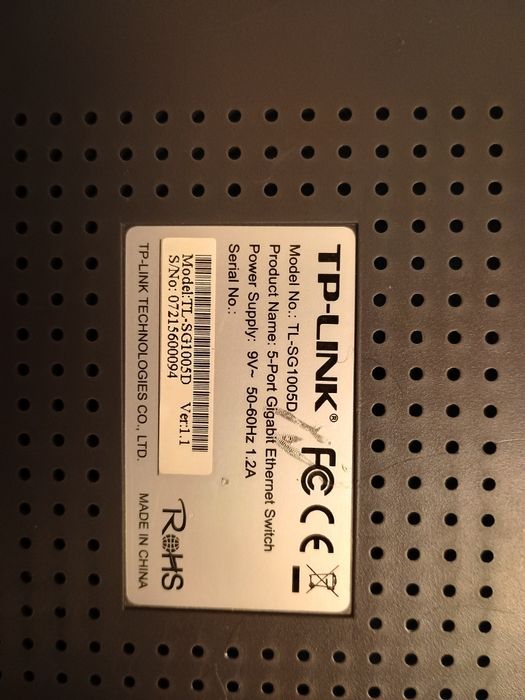 TP-LINK®
Model No.: TL-SG1005D
Product Name: 5-Port Gigabit Ethernet Switch
Power Supply: 9V~ 50-60Hz 1.2A
Serial No.:
Model:TL-SG1005D Ver:1.1
S/No: 07215600094
TP-LINK TECHNOLOGIES CO., LTD. MADE IN CHINA
FC CE
RoHS